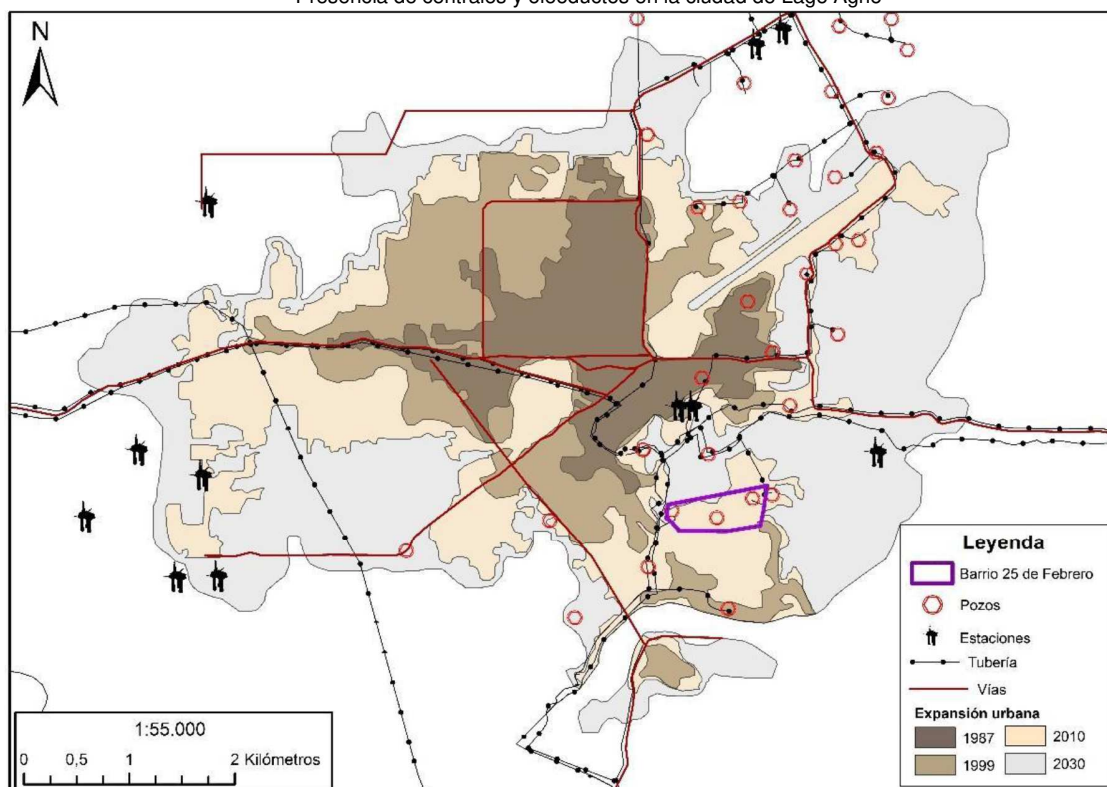 Presencia de centrales y oleoductos en la ciudad de Lago Agrio
N
1:55.000
0 0,5 1 2 Kilómetros
Leyenda
Barrio 25 de Febrero
Pozos
Estaciones
Tubería
Vías
Expansión urbana
1987 2010
1999 2030